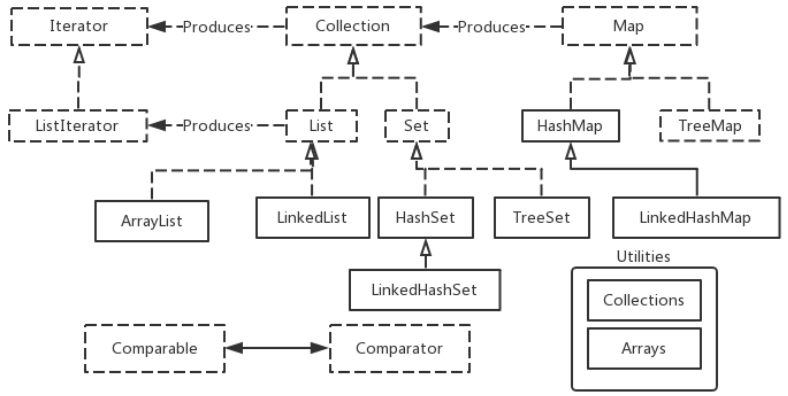 Iterator
Produces
Collection
Produces
Map
ListIterator
Produces
List
Set
HashMap
TreeMap
ArrayList
LinkedList
HashSet
TreeSet
LinkedHashMap
Utilities
LinkedHashSet
Collections
Comparable
Comparator
Arrays